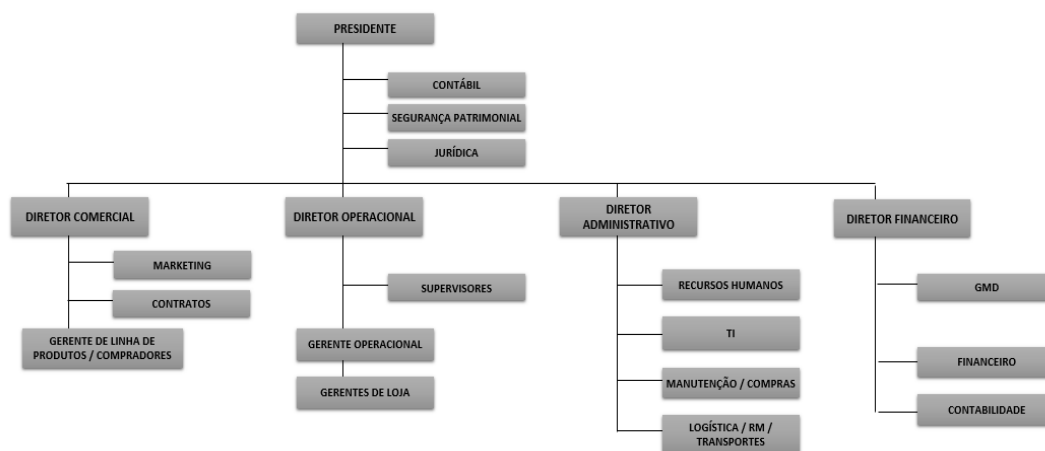 PRESIDENTE
CONTÁBIL
SEGURANÇA PATRIMONIAL
JURÍDICA
DIRETOR COMERCIAL
MARKETING
CONTRATOS
GERENTE DE LINHA DE
PRODUTOS / COMPRADORES
DIRETOR OPERACIONAL
SUPERVISORES
GERENTE OPERACIONAL
GERENTES DE LOJA
DIRETOR
ADMINISTRATIVO
RECURSOS HUMANOS
TI
MANUTENÇÃO / COMPRAS
LOGÍSTICA / RM /
TRANSPORTES
DIRETOR FINANCEIRO
GMD
FINANCEIRO
CONTABILIDADE